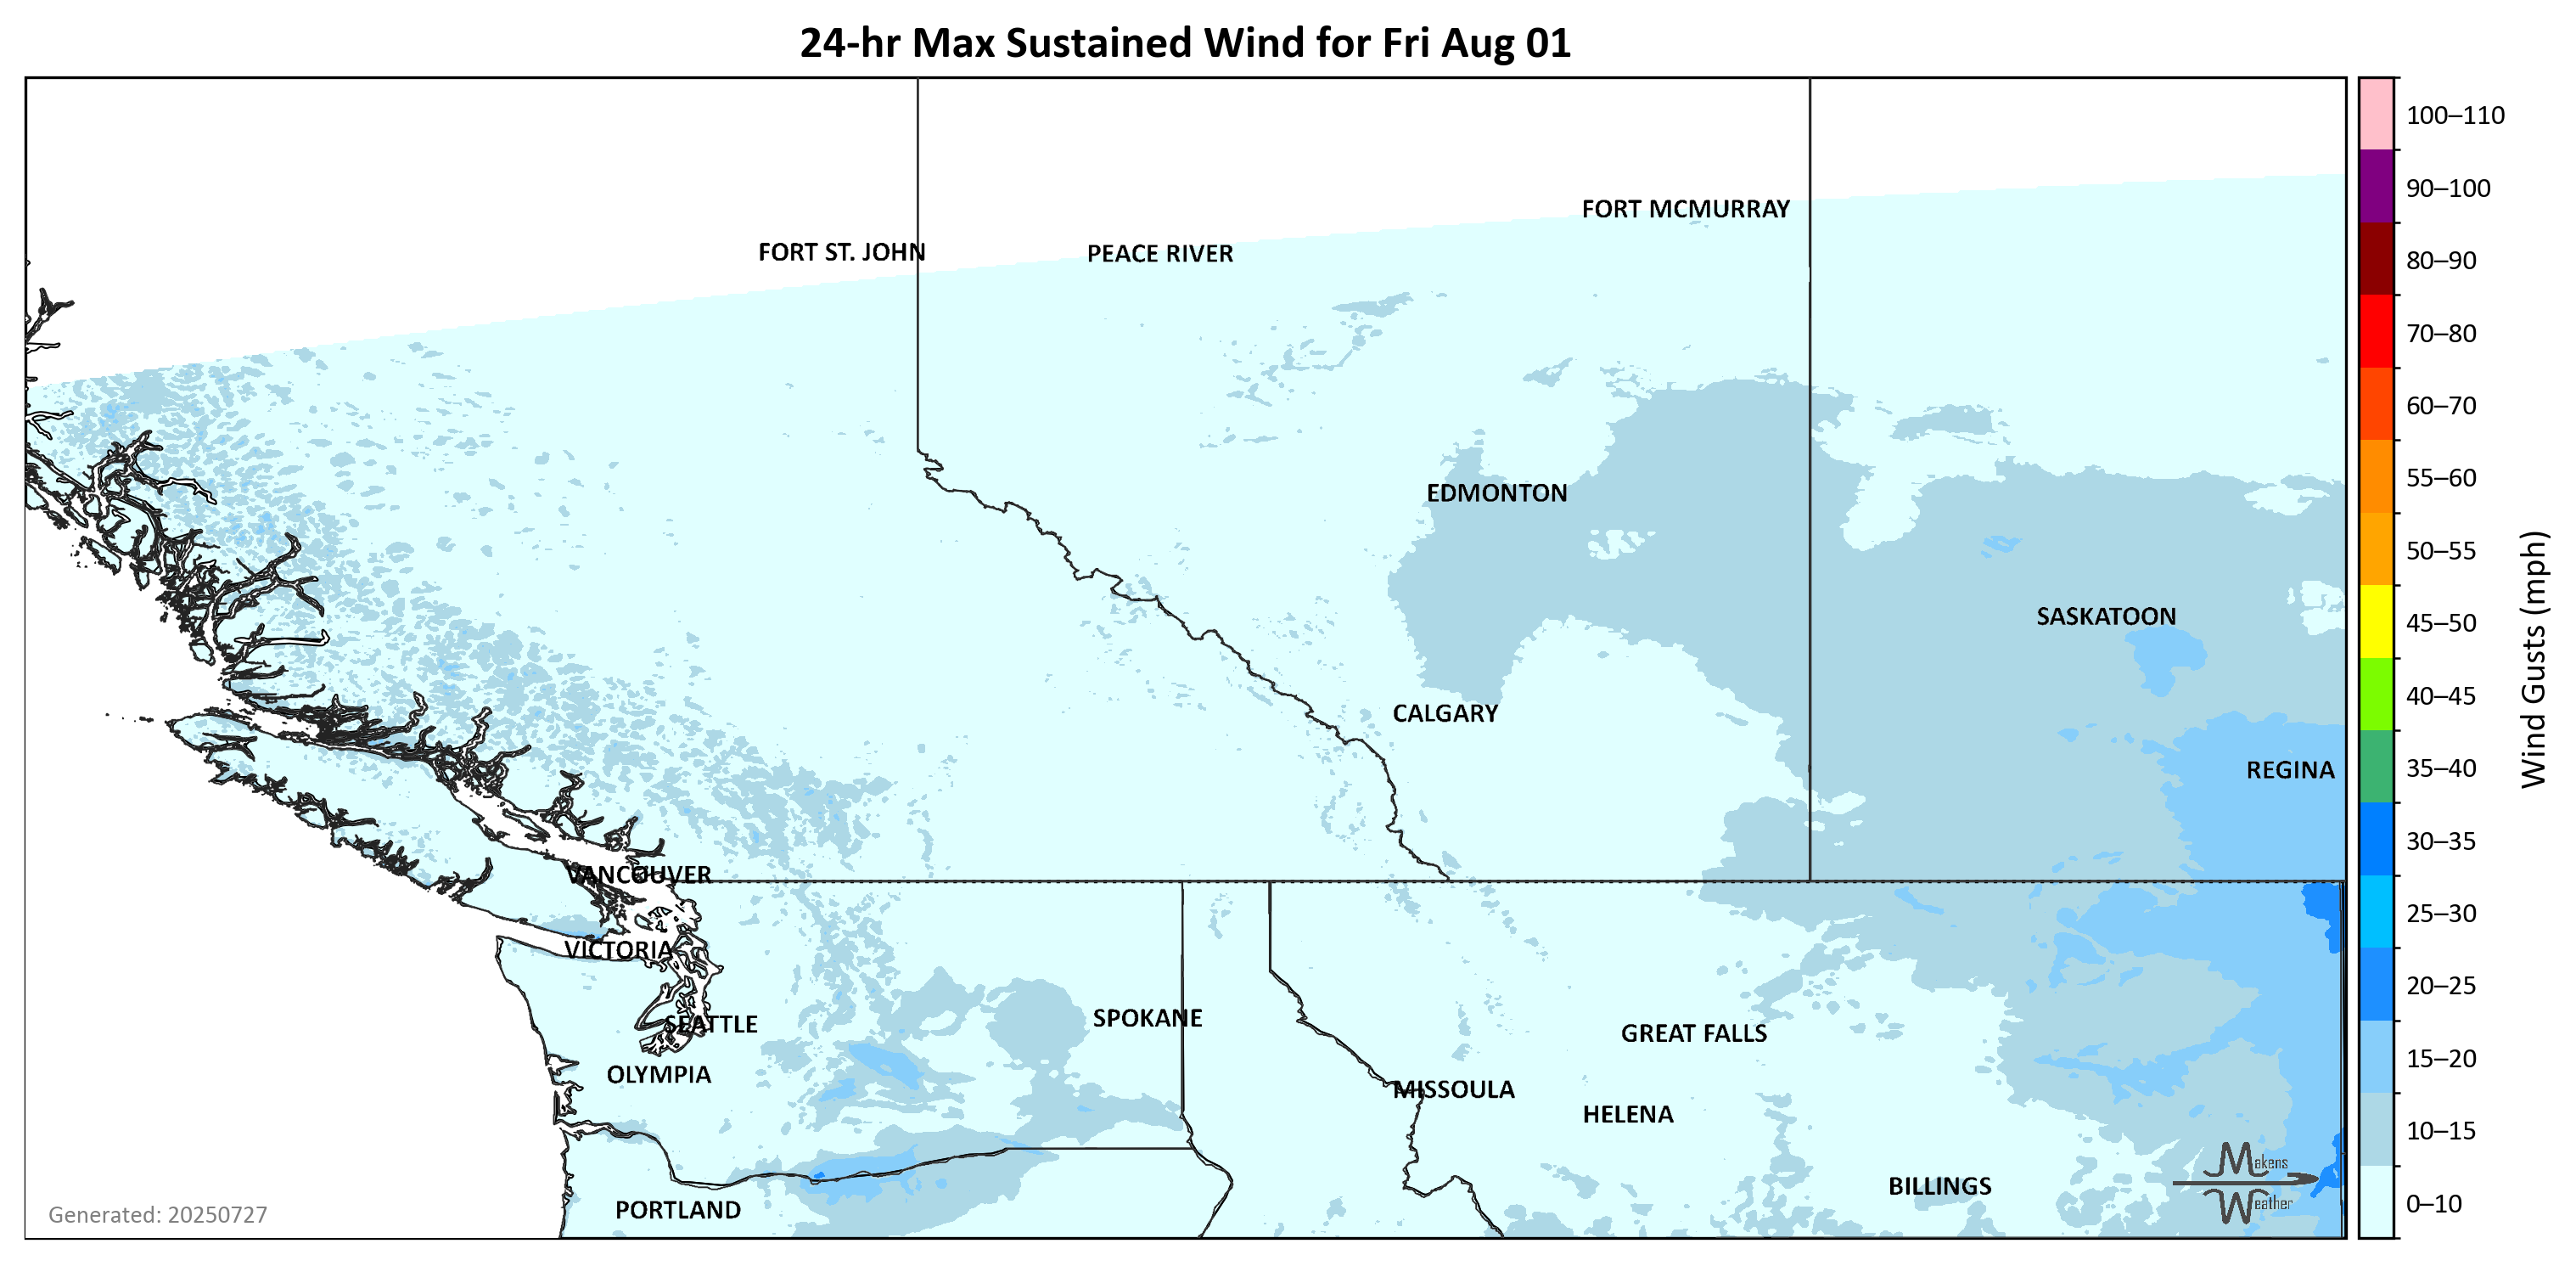 24-hr Max Sustained Wind for Fri Aug 01
100–110
FORT MCMURRAY
90–100
FORT ST. JOHN
PEACE RIVER
80–90
70–80
60–70
EDMONTON
55–60
50–55
SASKATOON
45–50
Wind Gusts (mph)
CALGARY
40–45
REGINA
35–40
VANCOUVER
30–35
VICTORIA
25–30
SEATTLE
SPOKANE
GREAT FALLS
20–25
OLYMPIA
MISSOULA
HELENA
15–20
10–15
Makens
Weather
BILLINGS
PORTLAND
Generated: 20250727
0–10